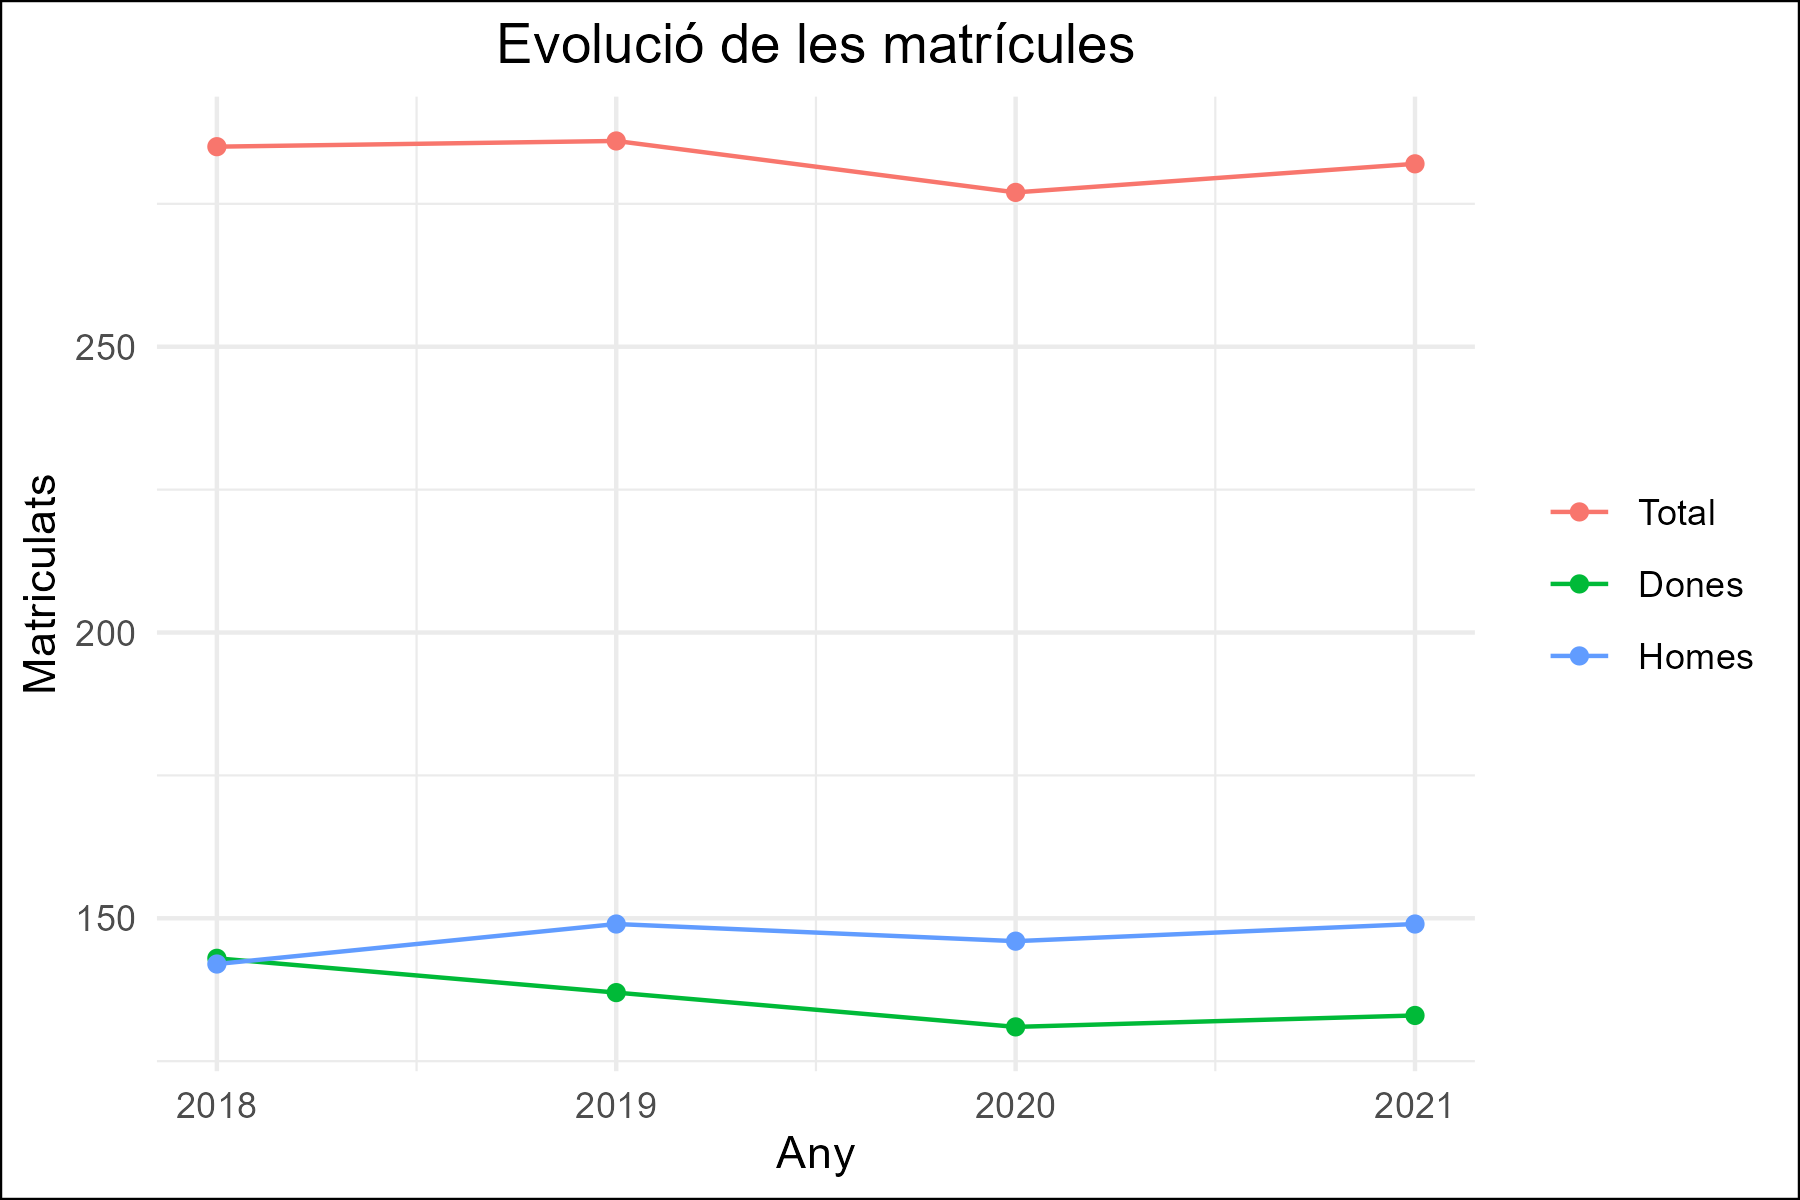 Evolució de les matrícules
Matriculats
250
200
150
2018
2019
2020
2021
Any
Total
Dones
Homes